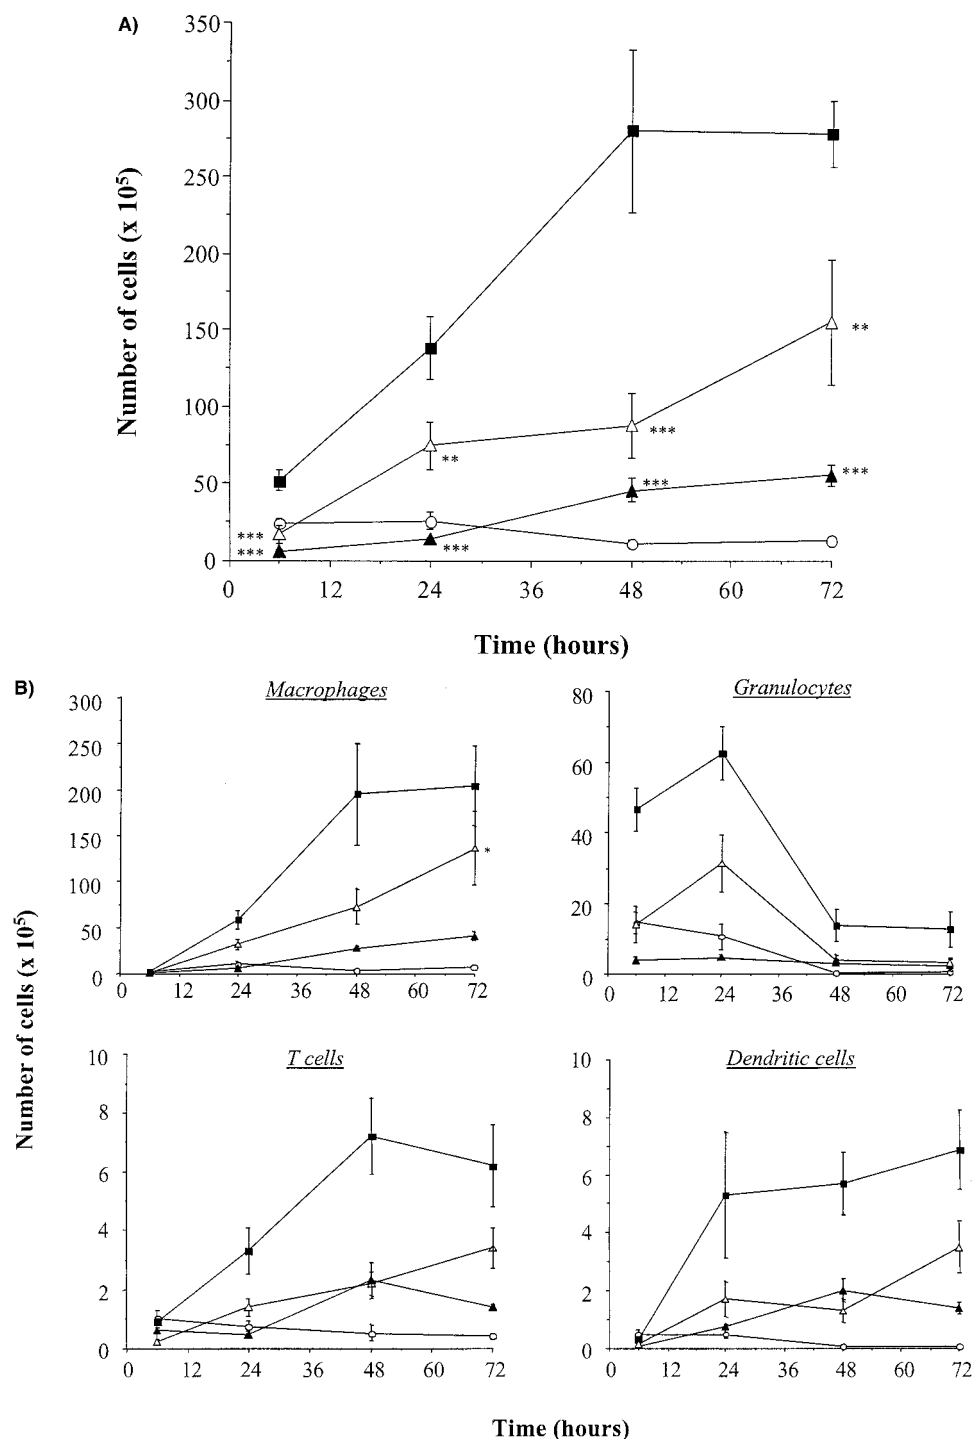 A)
Number of cells (x 10⁵)
350
300
250
200
150
100
50
0
** 
*** 
** 
*** 
*** 
*** 
*** 
***
0 12 24 36 48 60 72
Time (hours)
B)
Number of cells (x 10⁵)
Macrophages
300
250
200
150
100
50
0
*
0 12 24 36 48 60 72
Granulocytes
80
60
40
20
0
0 12 24 36 48 60 72
T cells
10
8
6
4
2
0
0 12 24 36 48 60 72
Dendritic cells
10
8
6
4
2
0
0 12 24 36 48 60 72
Time (hours)